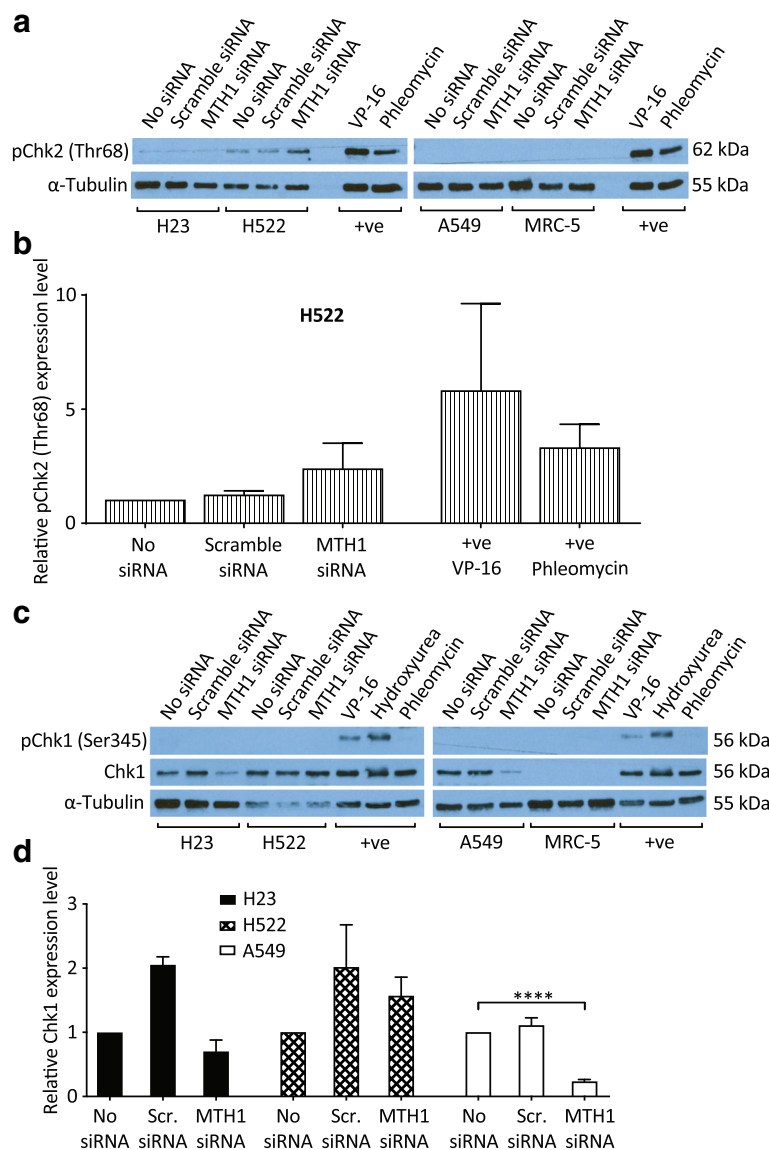 a
No siRNA
Scramble siRNA
MTH1 siRNA
No siRNA
Scramble siRNA
MTH1 siRNA
VP-16
Phleomycin
No siRNA
Scramble siRNA
MTH1 siRNA
No siRNA
Scramble siRNA
MTH1 siRNA
VP-16
Phleomycin
pChk2 (Thr68)
62 kDa
α-Tubulin
55 kDa
H23
H522
+ve
A549
MRC-5
+ve
b
Relative pChk2 (Thr68) expression level
10
5
0
H522
No siRNA
Scramble siRNA
MTH1 siRNA
+ve VP-16
+ve Phleomycin
c
No siRNA
Scramble siRNA
MTH1 siRNA
No siRNA
Scramble siRNA
MTH1 siRNA
VP-16
Hydroxyurea
Phleomycin
No siRNA
Scramble siRNA
MTH1 siRNA
No siRNA
Scramble siRNA
MTH1 siRNA
VP-16
Hydroxyurea
Phleomycin
pChk1 (Ser345)
56 kDa
Chk1
56 kDa
α-Tubulin
55 kDa
H23
H522
+ve
A549
MRC-5
+ve
d
Relative Chk1 expression level
3
2
1
0
H23
H522
A549
****
No siRNA
Scr. siRNA
MTH1 siRNA
No siRNA
Scr. siRNA
MTH1 siRNA
No siRNA
Scr. siRNA
MTH1 siRNA